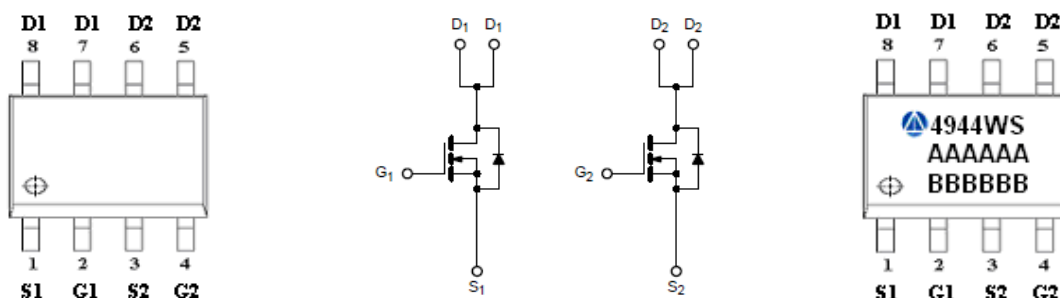 D1 D1 D2 D2
8 7 6 5
1 2 3 4
S1 G1 S2 G2
D1 D1
G1
S1
D2 D2
G2
S2
D1 D1 D2 D2
8 7 6 5
4944WS
AAAAAA
BBBBBB
1 2 3 4
S1 G1 S2 G2